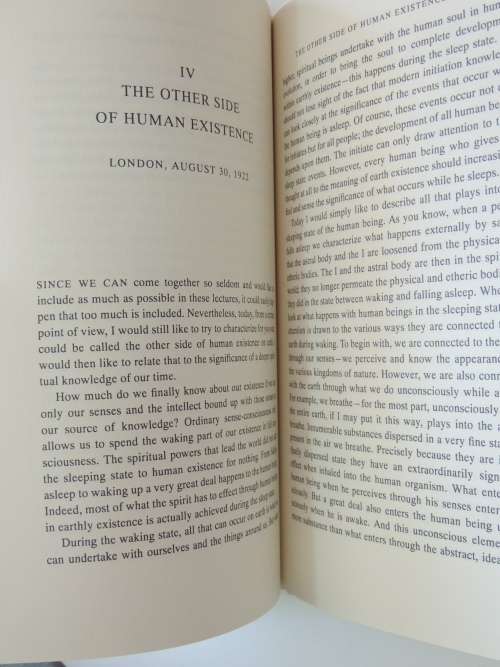 IV
THE OTHER SIDE
OF HUMAN EXISTENCE
LONDON, AUGUST 30, 1922
SINCE WE CAN come together so seldom and would like to
include as much as possible in these lectures, it could easily
pen that too much is included. Nevertheless, today, from a
point of view, I would still like to try to characterize for you what
could be called the other side of human existence on earth. I
would then like to relate that to the significance of a deeper
tual knowledge of our time.
How much do we finally know about our existence if we
only our senses and the intellect bound up with those senses
our source of knowledge? Ordinary sense-consciousness
allows us to spend the waking part of our existence in full
sciousness. The spiritual powers that lead the world did not
the sleeping state to human existence for nothing. From falling
asleep to waking up a very great deal happens to the human
Indeed, most of what the spirit has to effect through human
in earthly existence is actually achieved during the sleep state.
During the waking state, all that can occur on earth is what we
can undertake with ourselves and the things around us.
THE OTHER SIDE OF HUMAN EXISTENCE
higher spiritual beings undertake with the human soul in hum
evolution, in order to bring the soul to complete developm
within earthly existence—this happens during the sleep state.
should not lose sight of the fact that modern initiation knowle
can look closely at the significance of the events that occur w
the human being is asleep. Of course, these events occur not o
for initiates but for all people; the development of all human be
depends upon them. The initiate can only draw attention to th
sleep state events. However, every human being who gives
thought at all to the meaning of earth existence should increasi
feel and sense the significance of what occurs while he sleeps.
Today I would simply like to describe all that plays into
sleeping state of the human being. As you know, when a pe
falls asleep we characterize what happens externally by sa
that the astral body and the I are loosened from the physical
etheric bodies. The I and the astral body are then in the spir
world; they no longer permeate the physical and etheric body
they did in the state between waking and falling asleep. Whe
look at what happens with human beings in the sleeping state
attention is drawn to the various ways they are connected
earth during waking. To begin with, we are connected to the
through our senses—we perceive and know the appearance
the various kingdoms of nature. However, we are also conn
with the earth through what we do unconsciously while a
For example, we breathe—for the most part, unconsciously
the entire earth, if I may put it this way, plays into the a
breathe. Innumerable substances dispersed in a very fine sta
present in the air we breathe. Precisely because they are i
finely dispersed state they have an extraordinarily sign
effect when inhaled into the human organism. What ente
human being when he perceives through his senses enter
sciously. But a great deal also enters the human being u
sciously when he is awake. And this unconscious eleme
more substance than what enters through the abstract, idea